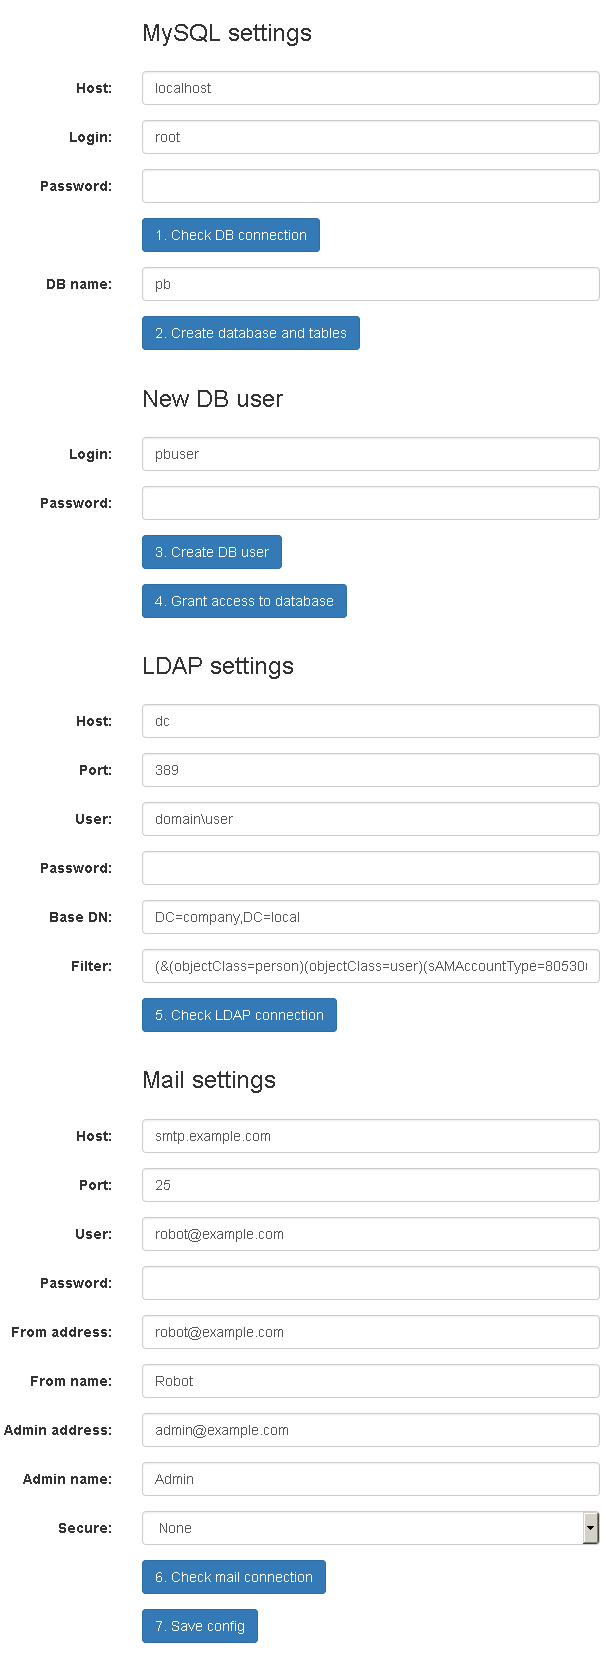 MySQL settings
Host: localhost
Login: root
Password:
1. Check DB connection
DB name: pb
2. Create database and tables
New DB user
Login: pbuser
Password:
3. Create DB user
4. Grant access to database
LDAP settings
Host: dc
Port: 389
User: domain\user
Password:
Base DN: DC=company,DC=local
Filter: (&(objectClass=person)(objectClass=user)(sAMAccountType=80530
5. Check LDAP connection
Mail settings
Host: smtp.example.com
Port: 25
User: robot@example.com
Password:
From address: robot@example.com
From name: Robot
Admin address: admin@example.com
Admin name: Admin
Secure: None
6. Check mail connection
7. Save config